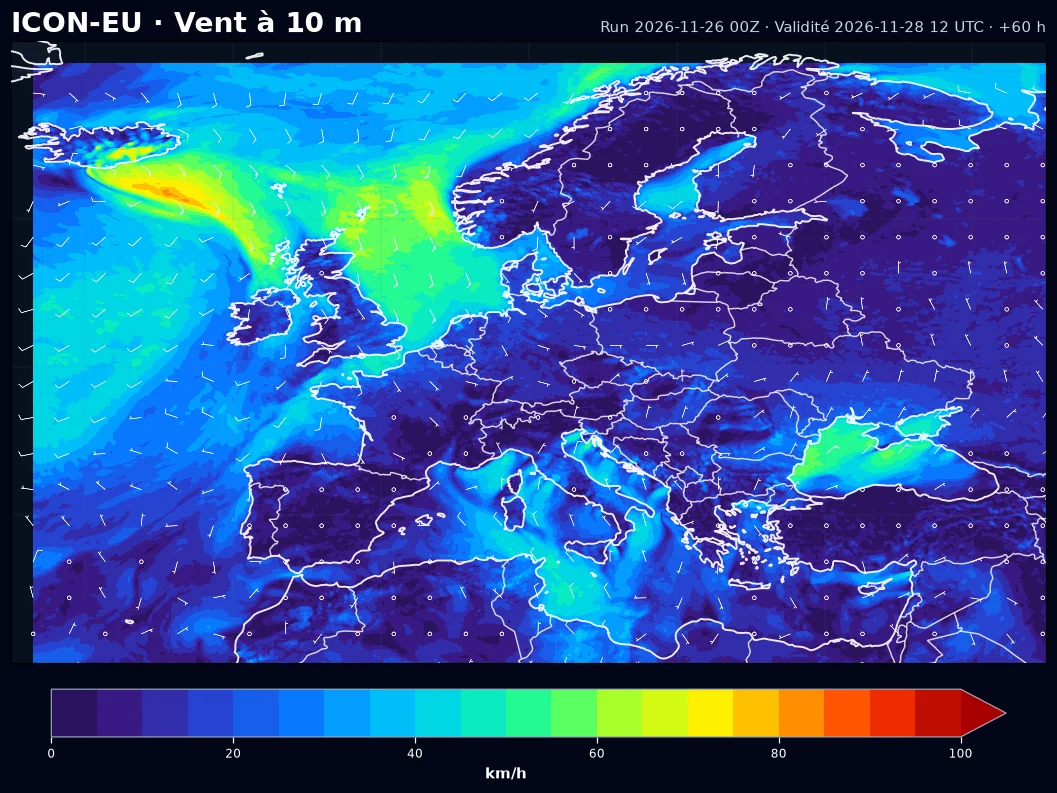 ICON-EU · Vent à 10 m
Run 2026-11-26 00Z · Validité 2026-11-28 12 UTC · +60 h
0 20 40 60 80 100
km/h